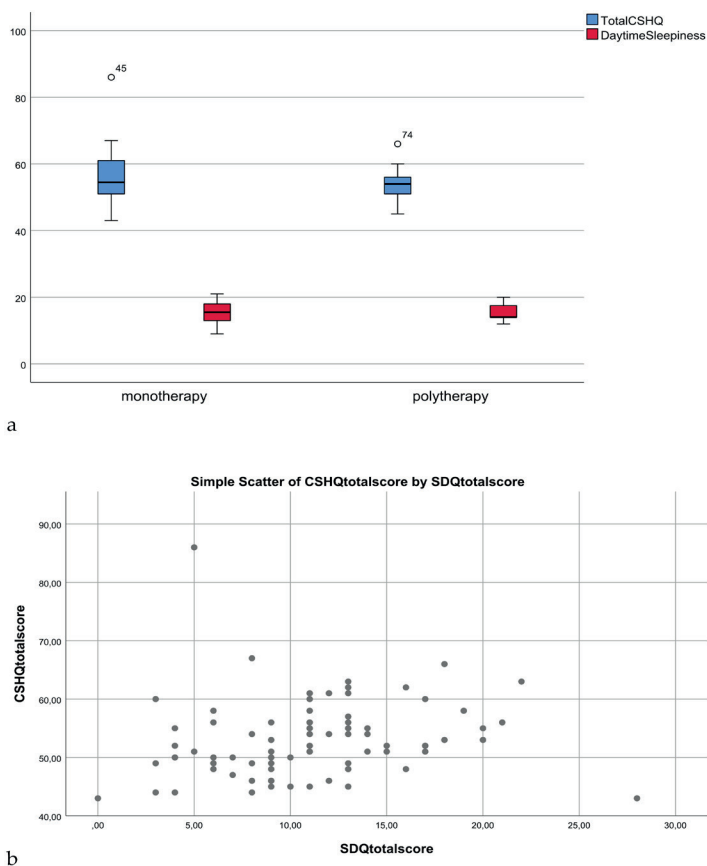 100
80
60
40
20
0
45
74
TotalCSHQ
DaytimeSleepiness
monotherapy
polytherapy
a
Simple Scatter of CSHQtotalscore by SDQtotalscore
CSHQtotalscore
90,00
80,00
70,00
60,00
50,00
40,00
,00 5,00 10,00 15,00 20,00 25,00 30,00
SDQtotalscore
b